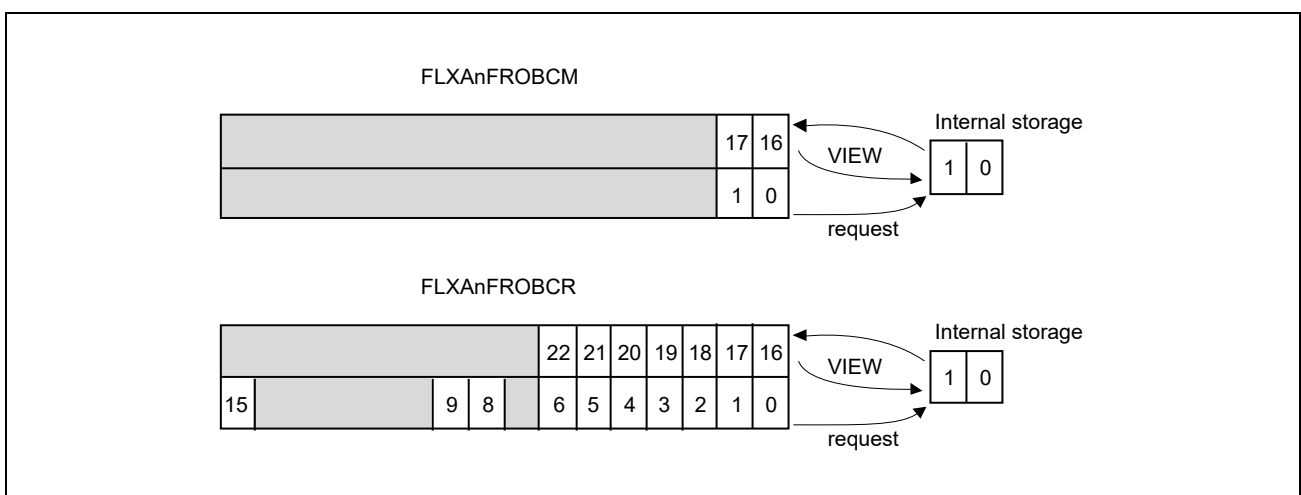 FLXAnFROBCM
Internal storage
17 16
VIEW
1 0
1 0
request
FLXAnFROBCR
Internal storage
22 21 20 19 18 17 16
VIEW
1 0
15 9 8 6 5 4 3 2 1 0
request